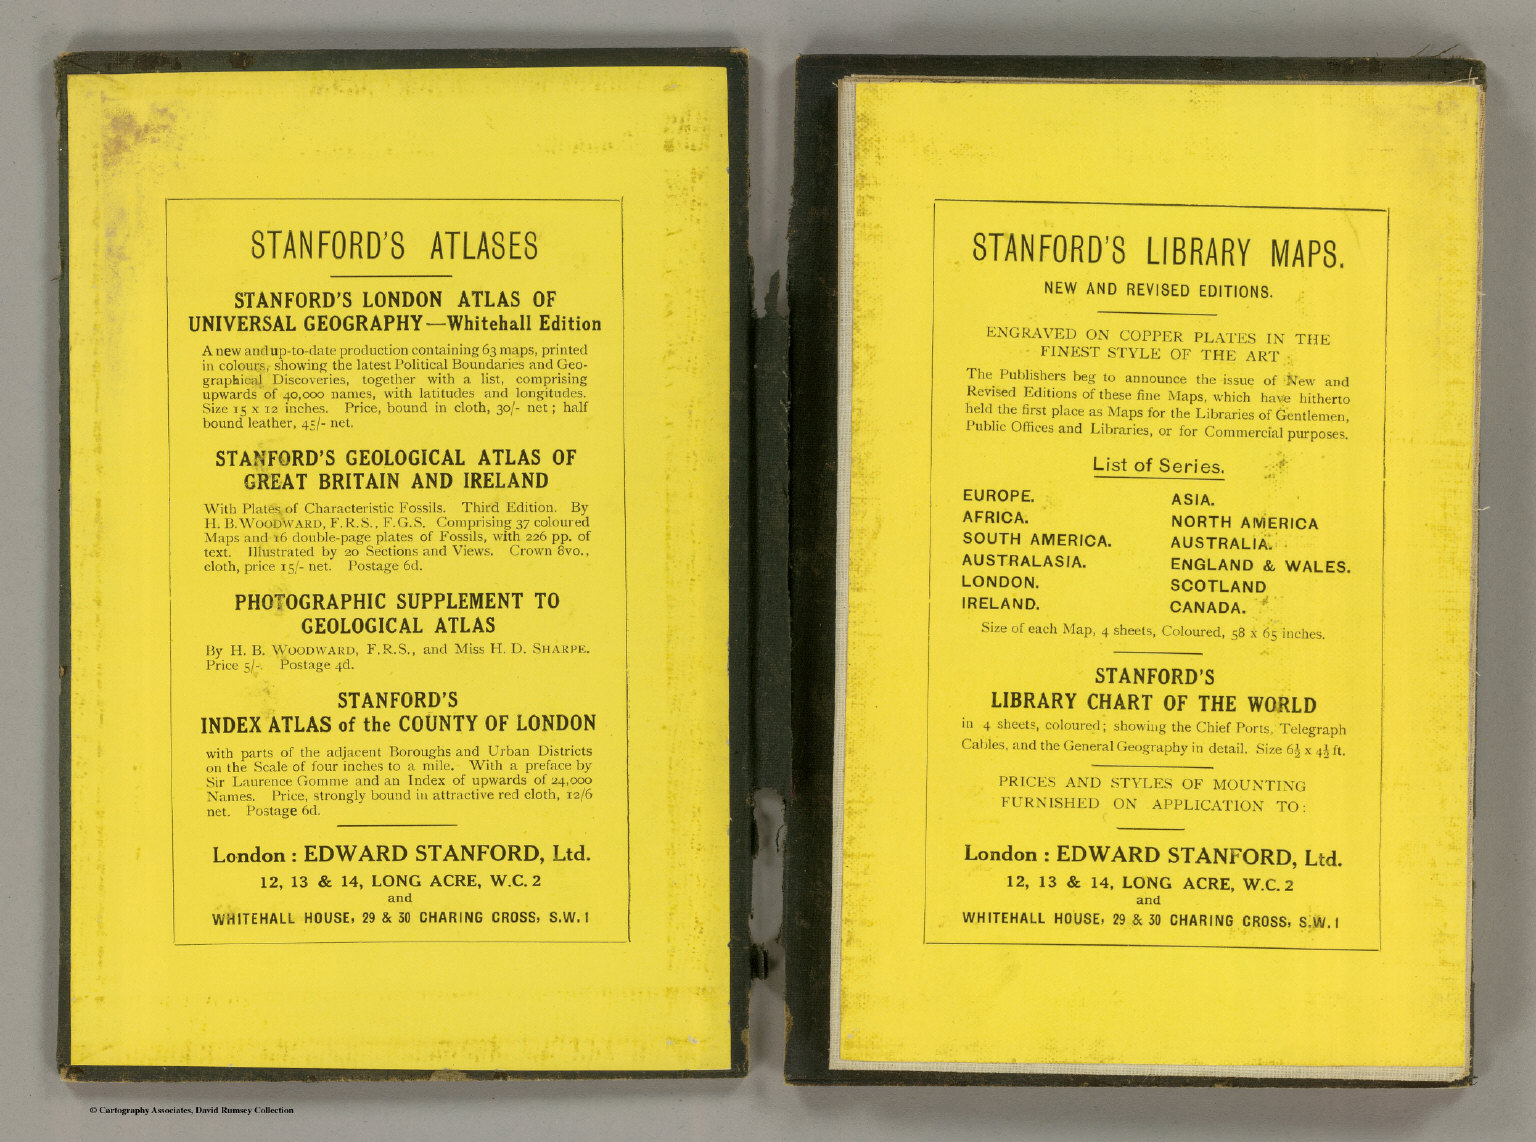 STANFORD'S ATLASES
STANFORD'S LONDON ATLAS OF
UNIVERSAL GEOGRAPHY—Whitehall Edition
A new and up-to-date production containing 63 maps, printed
in colours, showing the latest Political Boundaries and Geo-
graphical Discoveries, together with a list, comprising
upwards of 40,000 names, with latitudes and longitudes.
Size 15 x 12 inches. Price, bound in cloth, 30/- net; half
bound leather, 45/- net.
STANFORD'S GEOLOGICAL ATLAS OF
GREAT BRITAIN AND IRELAND
With Plates of Characteristic Fossils. Third Edition. By
H. B. WOODWARD, F.R.S., F.G.S. Comprising 37 coloured
Maps and 16 double-page plates of Fossils, with 226 pp. of
text. Illustrated by 20 Sections and Views. Crown 8vo.,
cloth, price 15/- net. Postage 6d.
PHOTOGRAPHIC SUPPLEMENT TO
GEOLOGICAL ATLAS
By H. B. WOODWARD, F.R.S., and Miss H. D. SHARPE.
Price 5/-. Postage 4d.
STANFORD'S
INDEX ATLAS of the COUNTY OF LONDON
with parts of the adjacent Boroughs and Urban Districts
on the Scale of four inches to a mile. With a preface by
Sir Laurence Gomme and an Index of upwards of 24,000
Names. Price, strongly bound in attractive red cloth, 12/6
net. Postage 6d.
London : EDWARD STANFORD, Ltd.
12, 13 & 14, LONG ACRE, W.C. 2
and
WHITEHALL HOUSE, 29 & 30 CHARING CROSS, S.W. 1
STANFORD'S LIBRARY MAPS.
NEW AND REVISED EDITIONS.
ENGRAVED ON COPPER PLATES IN THE
FINEST STYLE OF THE ART
The Publishers beg to announce the issue of New and
Revised Editions of these fine Maps, which have hitherto
held the first place as Maps for the Libraries of Gentlemen,
Public Offices and Libraries, or for Commercial purposes.
List of Series.
EUROPE. ASIA.
AFRICA. NORTH AMERICA
SOUTH AMERICA. AUSTRALIA.
AUSTRALASIA. ENGLAND & WALES.
LONDON. SCOTLAND
IRELAND. CANADA.
Size of each Map, 4 sheets, Coloured, 58 x 65 inches.
STANFORD'S
LIBRARY CHART OF THE WORLD
in 4 sheets, coloured; showing the Chief Ports, Telegraph
Cables, and the General Geography in detail. Size 6½ x 4½ ft.
PRICES AND STYLES OF MOUNTING
FURNISHED ON APPLICATION TO:
London : EDWARD STANFORD, Ltd.
12, 13 & 14, LONG ACRE, W.C. 2
and
WHITEHALL HOUSE, 29 & 30 CHARING CROSS, S.W. 1
© Cartography Associates, David Rumsey Collection